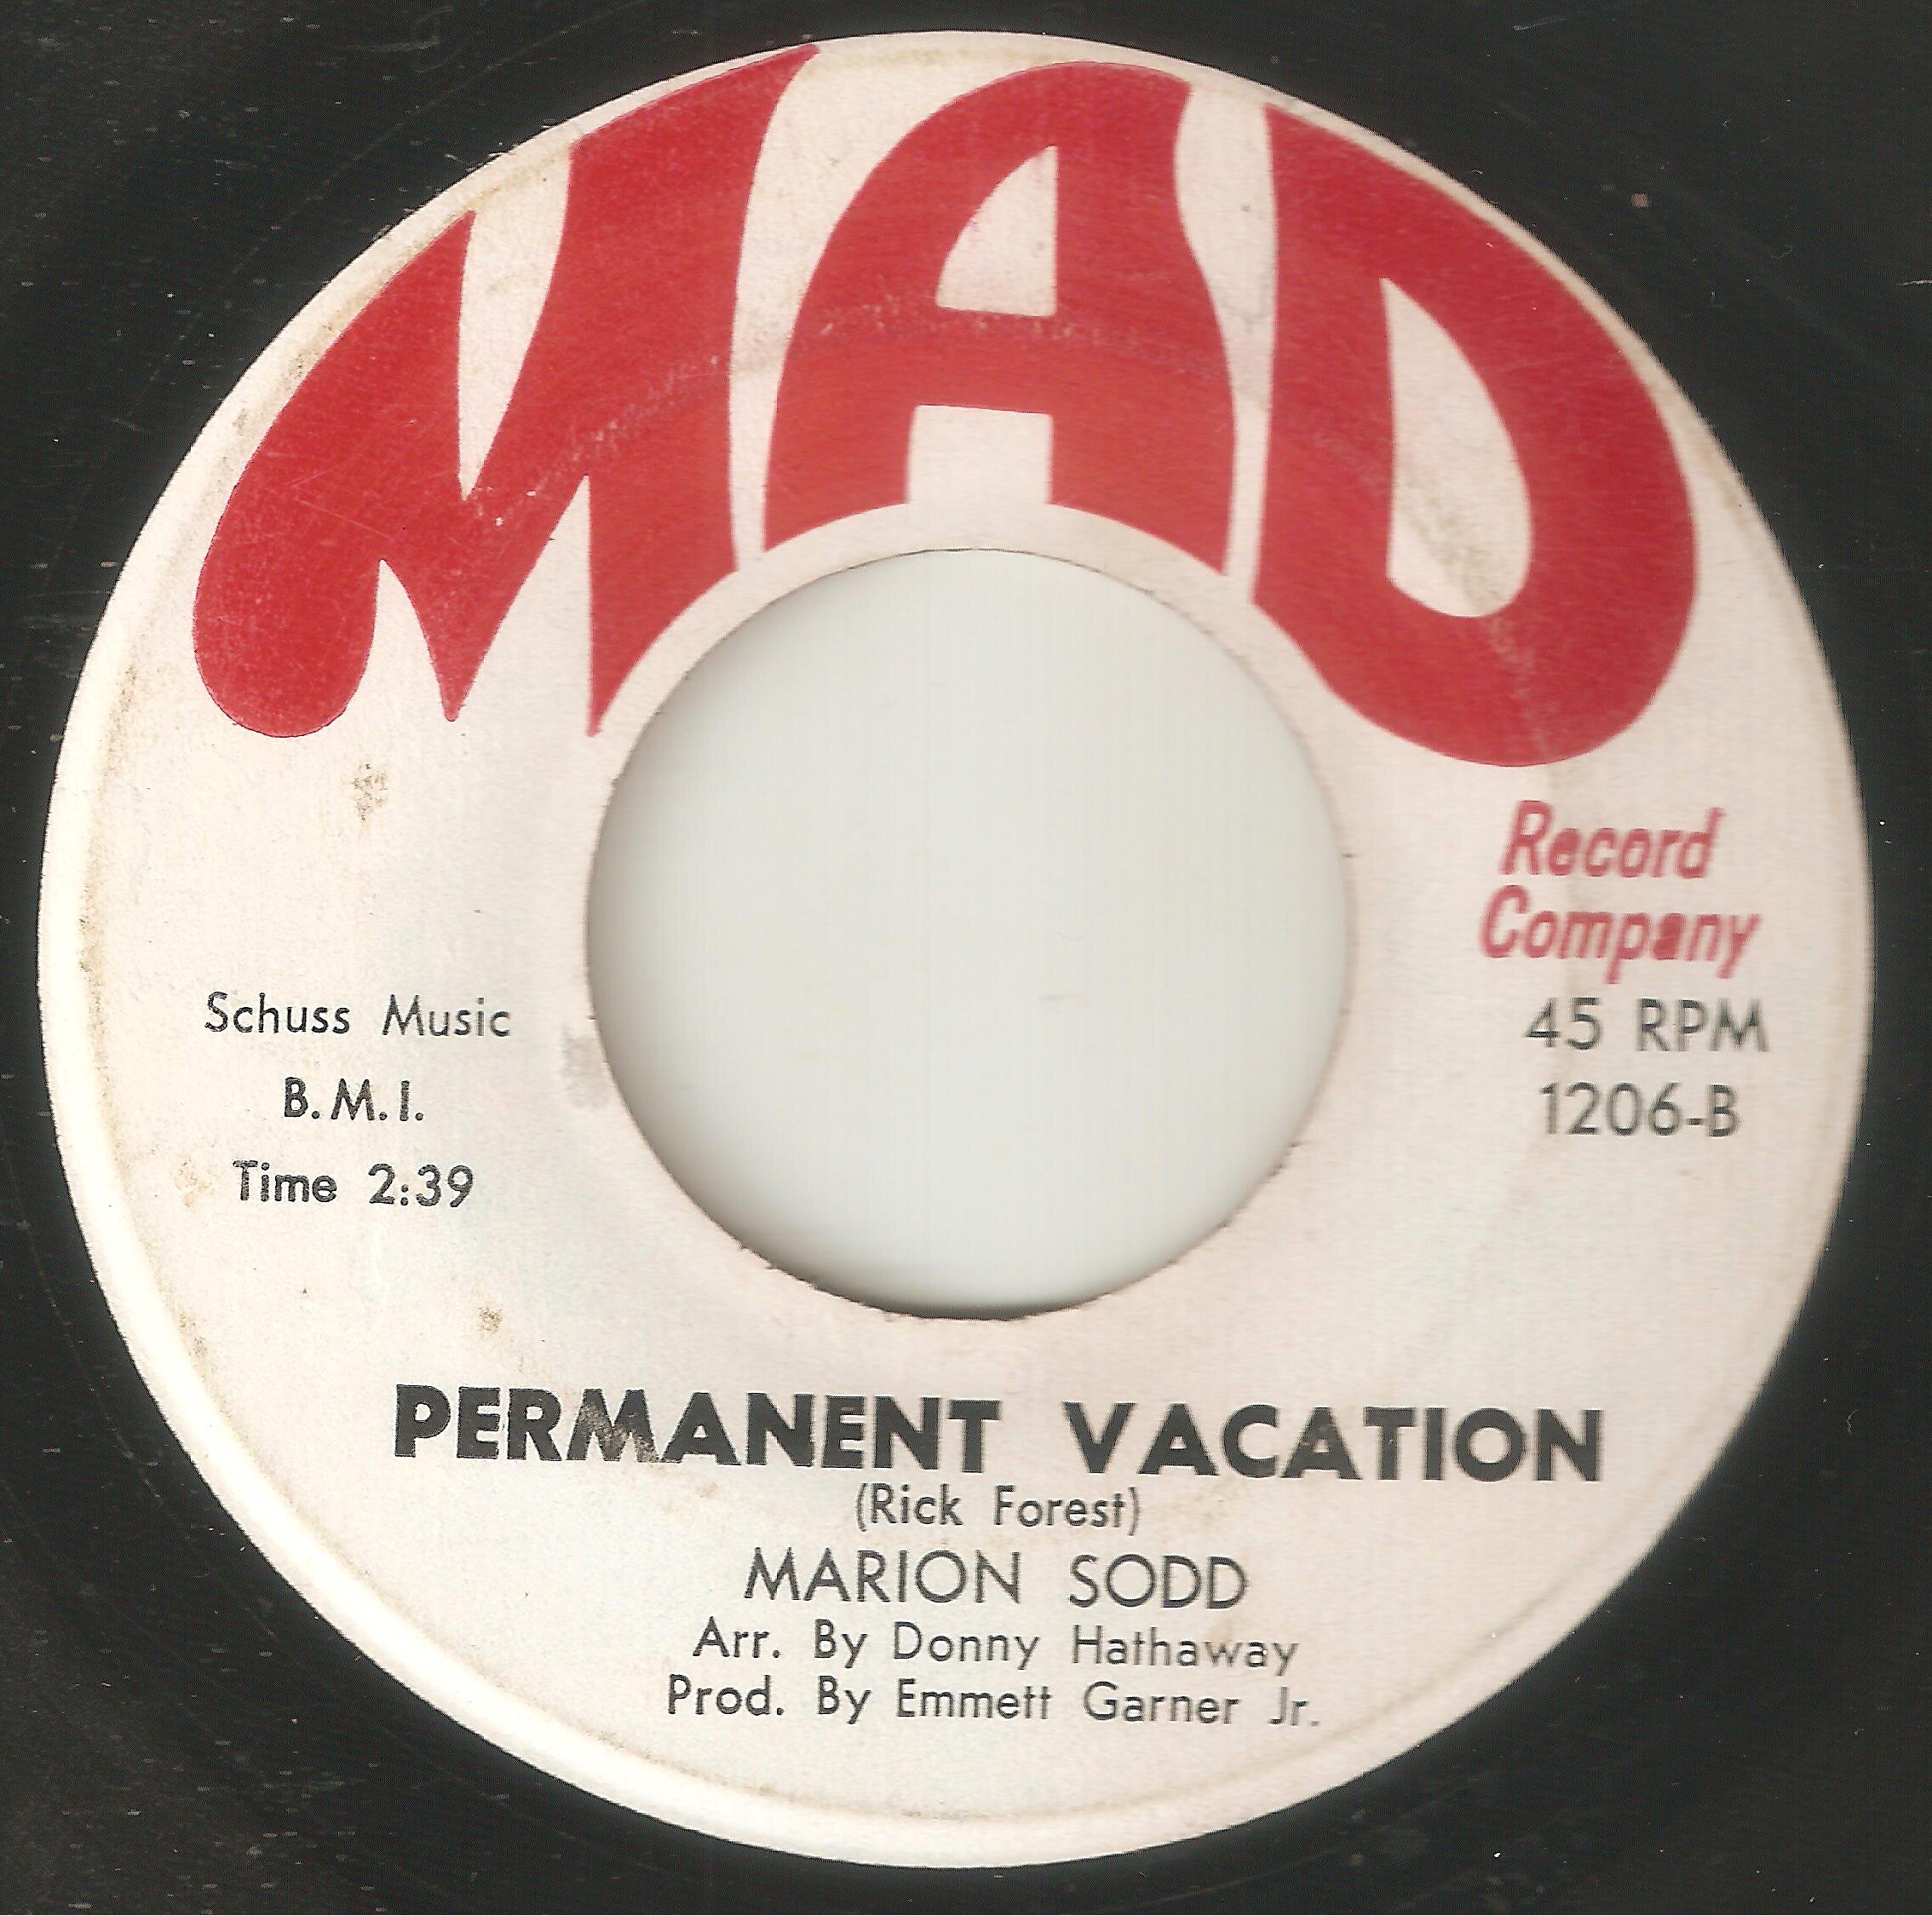 MAD
Record
Company
45 RPM
1206-B
Schuss Music
B.M.I.
Time 2:39
PERMANENT VACATION
(Rick Forest)
MARION SODD
Arr. By Donny Hathaway
Prod. By Emmett Garner Jr.